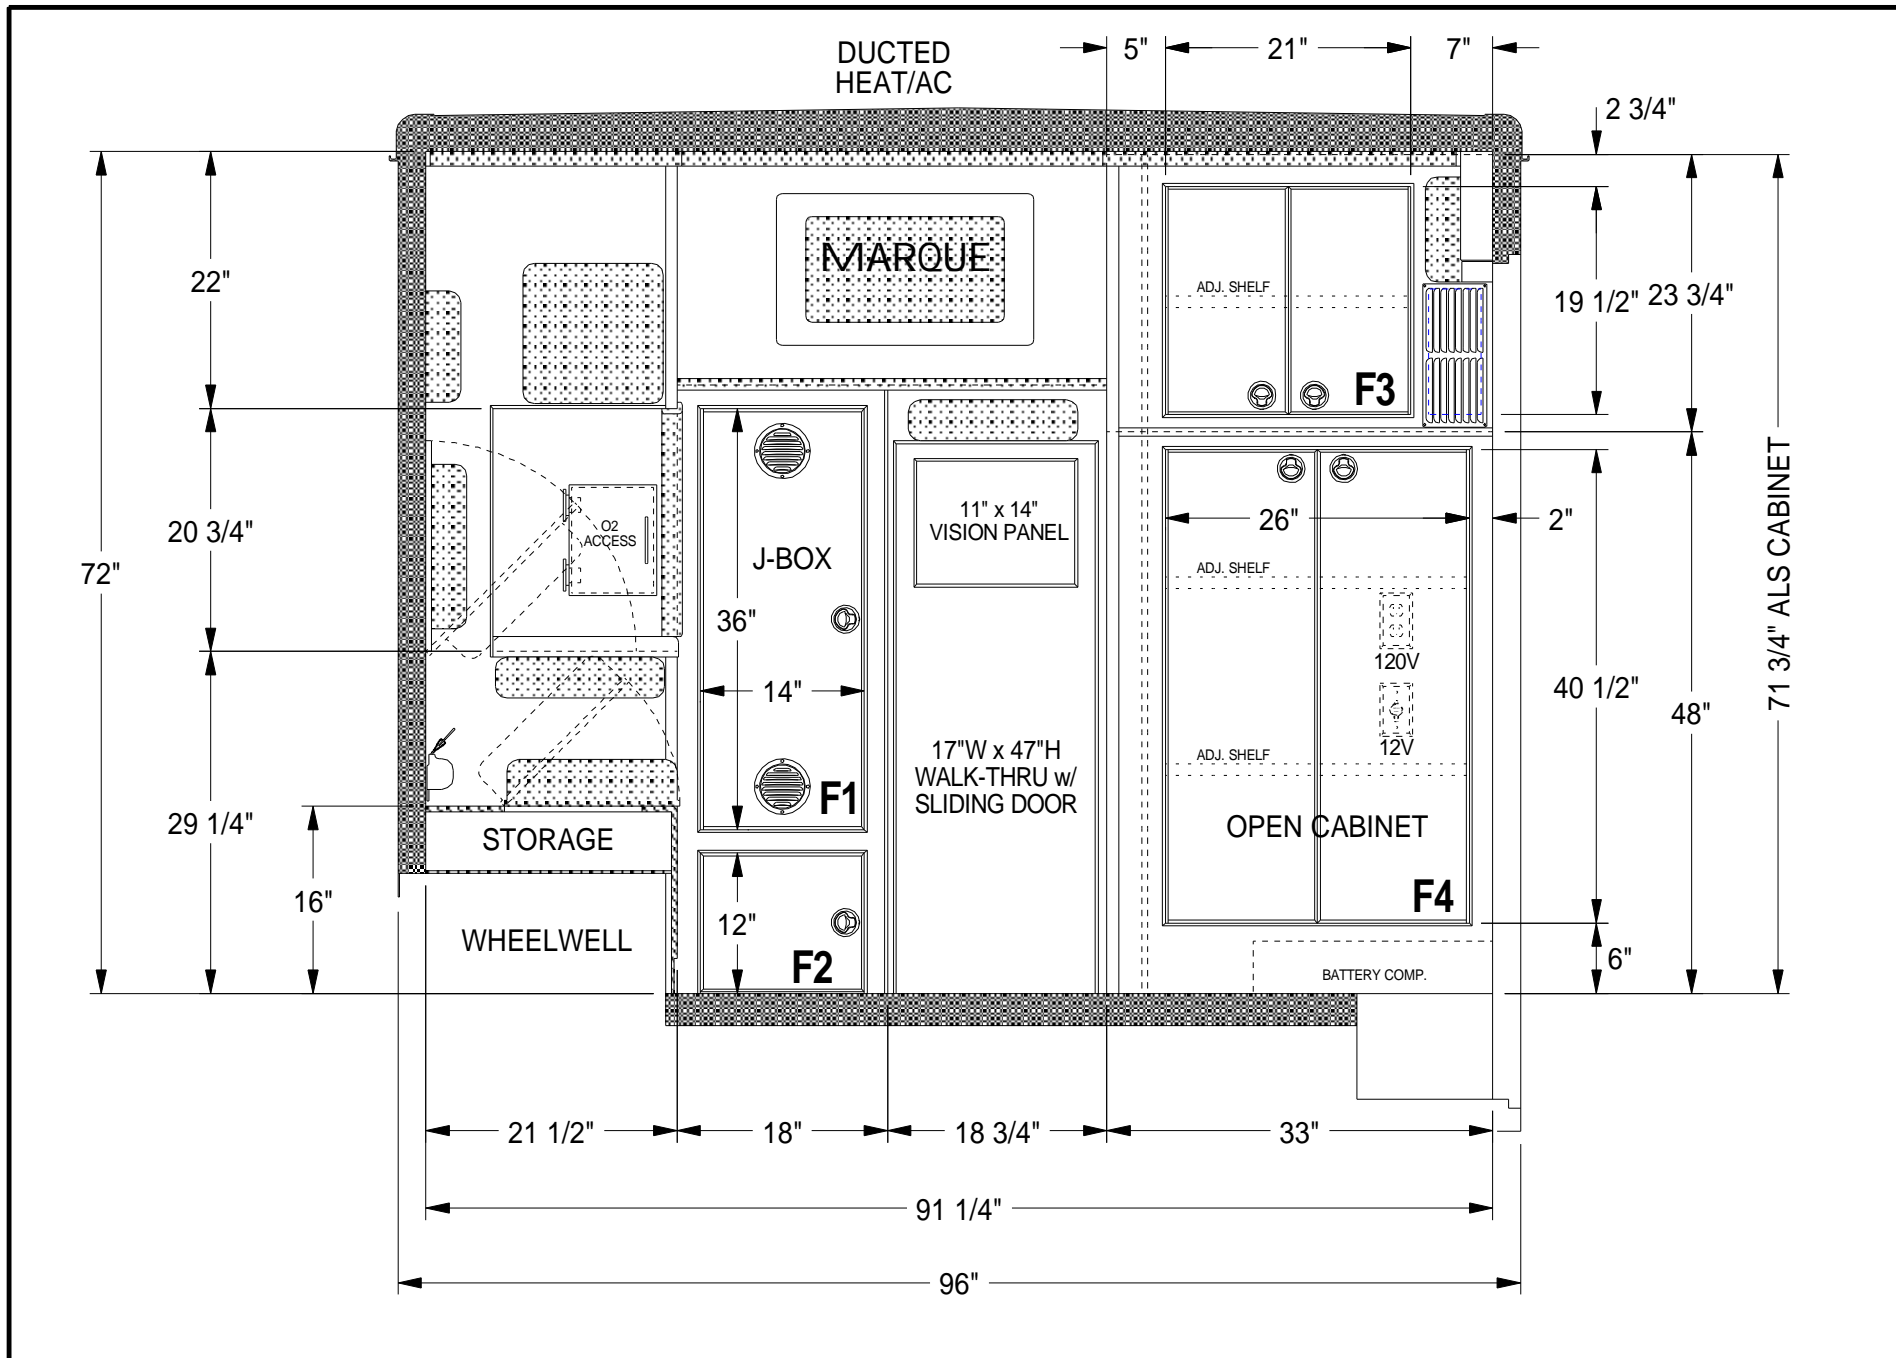 DUCTED
HEAT/AC
5"
21"
7"
2 3/4"
22"
MARQUE
ADJ. SHELF
19 1/2"
23 3/4"
F3
20 3/4"
72"
O2
ACCESS
J-BOX
36"
14"
11" x 14"
VISION PANEL
26"
2"
ADJ. SHELF
120V
12V
40 1/2"
48"
71 3/4" ALS CABINET
17"W x 47"H
WALK-THRU w/
SLIDING DOOR
ADJ. SHELF
F1
29 1/4"
STORAGE
OPEN CABINET
16"
12"
F4
WHEELWELL
F2
6"
BATTERY COMP.
21 1/2"
18"
18 3/4"
33"
91 1/4"
96"